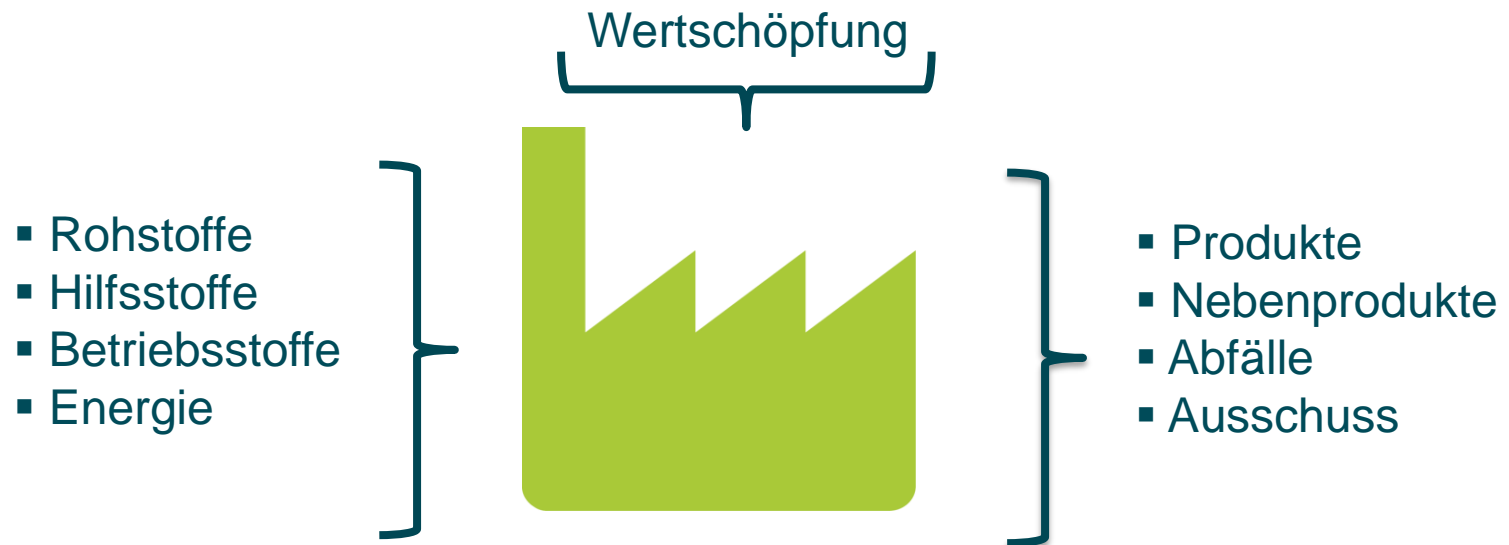 Wertschöpfung
▪ Rohstoffe
▪ Hilfsstoffe
▪ Betriebsstoffe
▪ Energie
▪ Produkte
▪ Nebenprodukte
▪ Abfälle
▪ Ausschuss